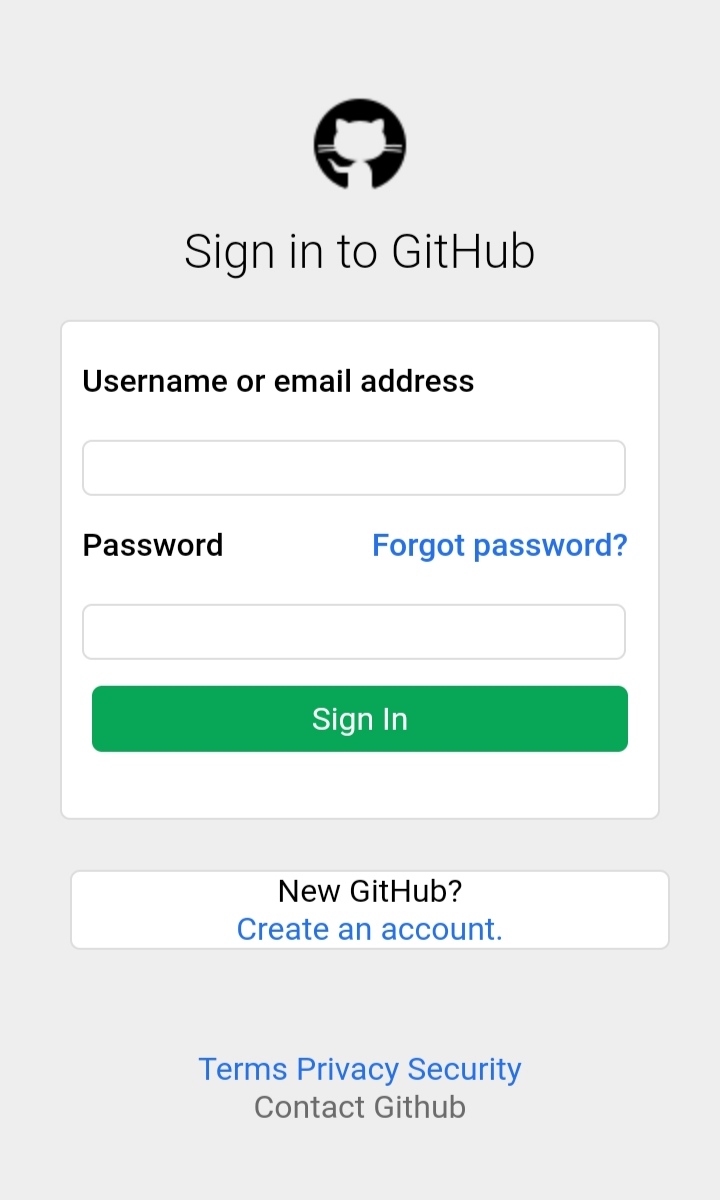 Sign in to GitHub
Username or email address
Password Forgot password?
Sign In
New GitHub?
Create an account.
Terms Privacy Security
Contact Github